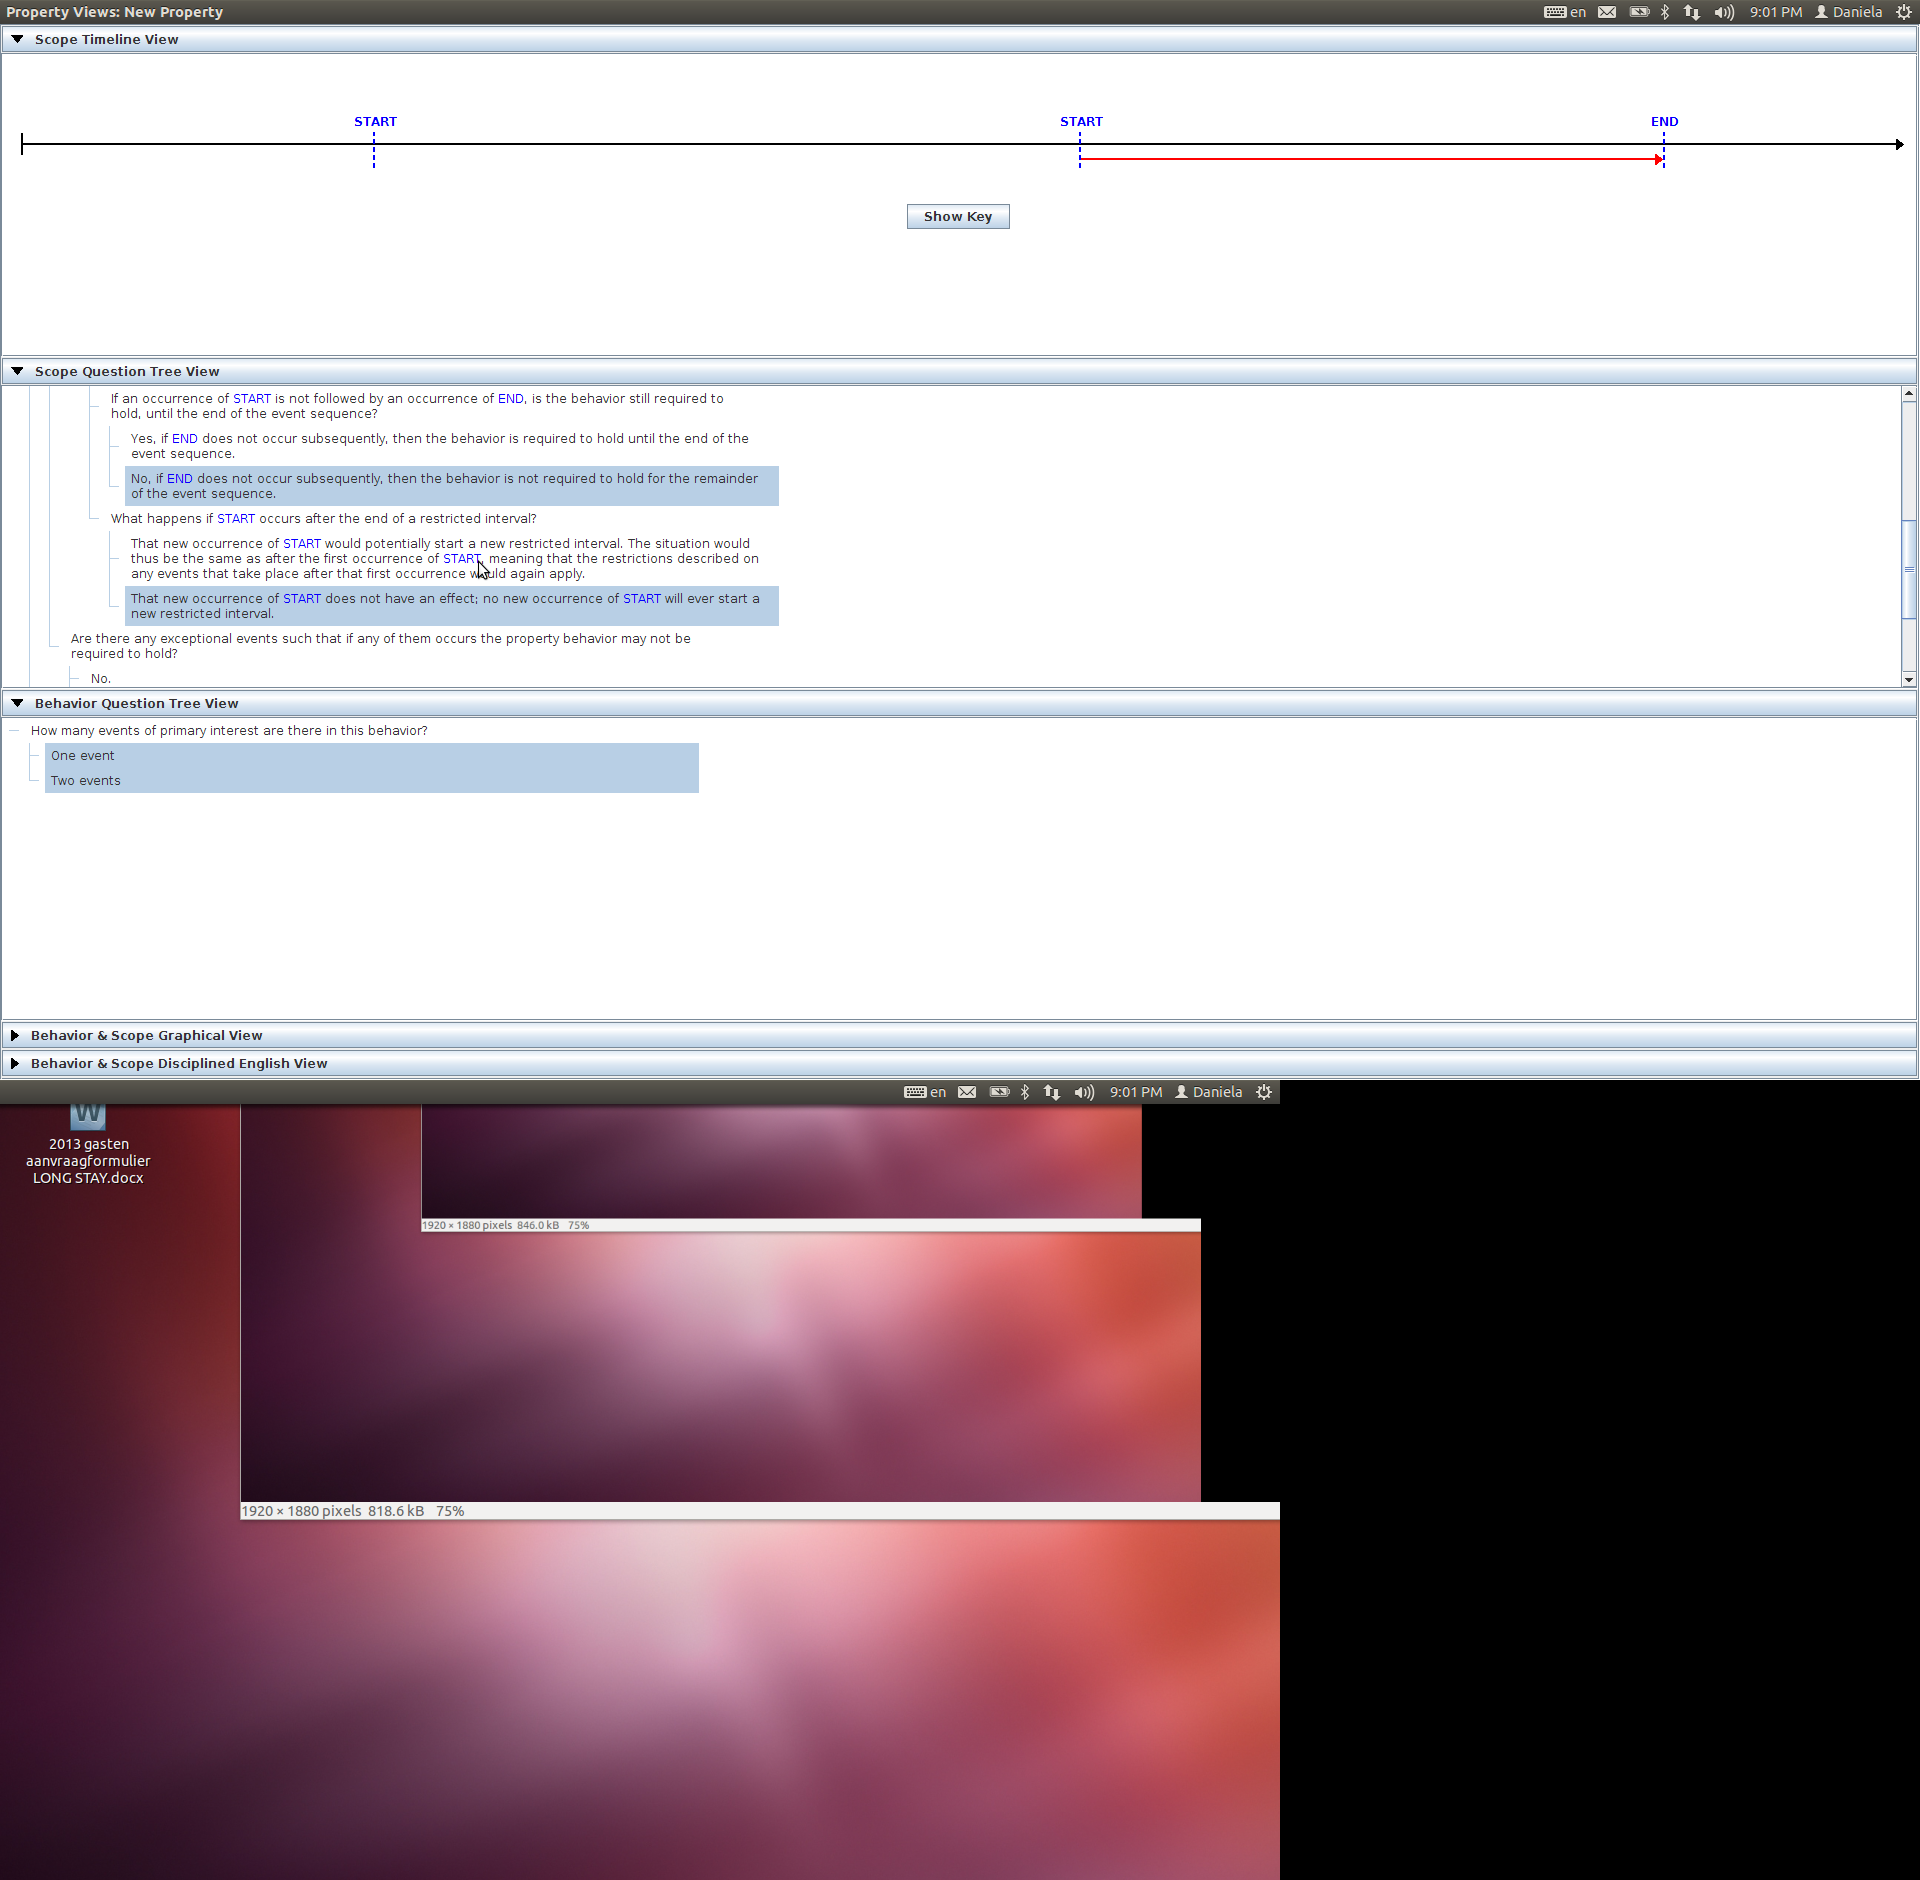 Property Views: New Property
en 9:01 PM Daniela
Scope Timeline View
START START END
Show Key
Scope Question Tree View
If an occurrence of START is not followed by an occurrence of END, is the behavior still required to
hold, until the end of the event sequence?
Yes, if END does not occur subsequently, then the behavior is required to hold until the end of the
event sequence.
No, if END does not occur subsequently, then the behavior is not required to hold for the remainder
of the event sequence.
What happens if START occurs after the end of a restricted interval?
That new occurrence of START would potentially start a new restricted interval. The situation would
thus be the same as after the first occurrence of START, meaning that the restrictions described on
any events that take place after that first occurrence would again apply.
That new occurrence of START does not have an effect; no new occurrence of START will ever start a
new restricted interval.
Are there any exceptional events such that if any of them occurs the property behavior may not be
required to hold?
No.
Behavior Question Tree View
How many events of primary interest are there in this behavior?
One event
Two events
Behavior & Scope Graphical View
Behavior & Scope Disciplined English View
en 9:01 PM Daniela
W
2013 gasten
aanvraagformulier
LONG STAY.docx
1920 × 1880 pixels 846.0 kB 75%
1920 × 1880 pixels 818.6 kB 75%